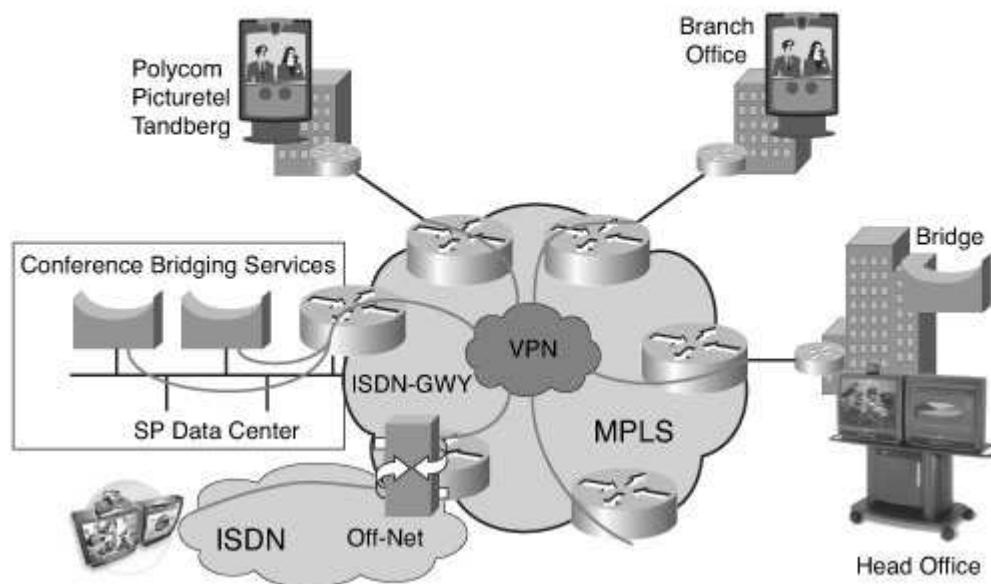 Polycom
Picturetel
Tandberg
Branch
Office
Conference Bridging Services
Bridge
VPN
ISDN-GWY
SP Data Center
MPLS
ISDN
Off-Net
Head Office